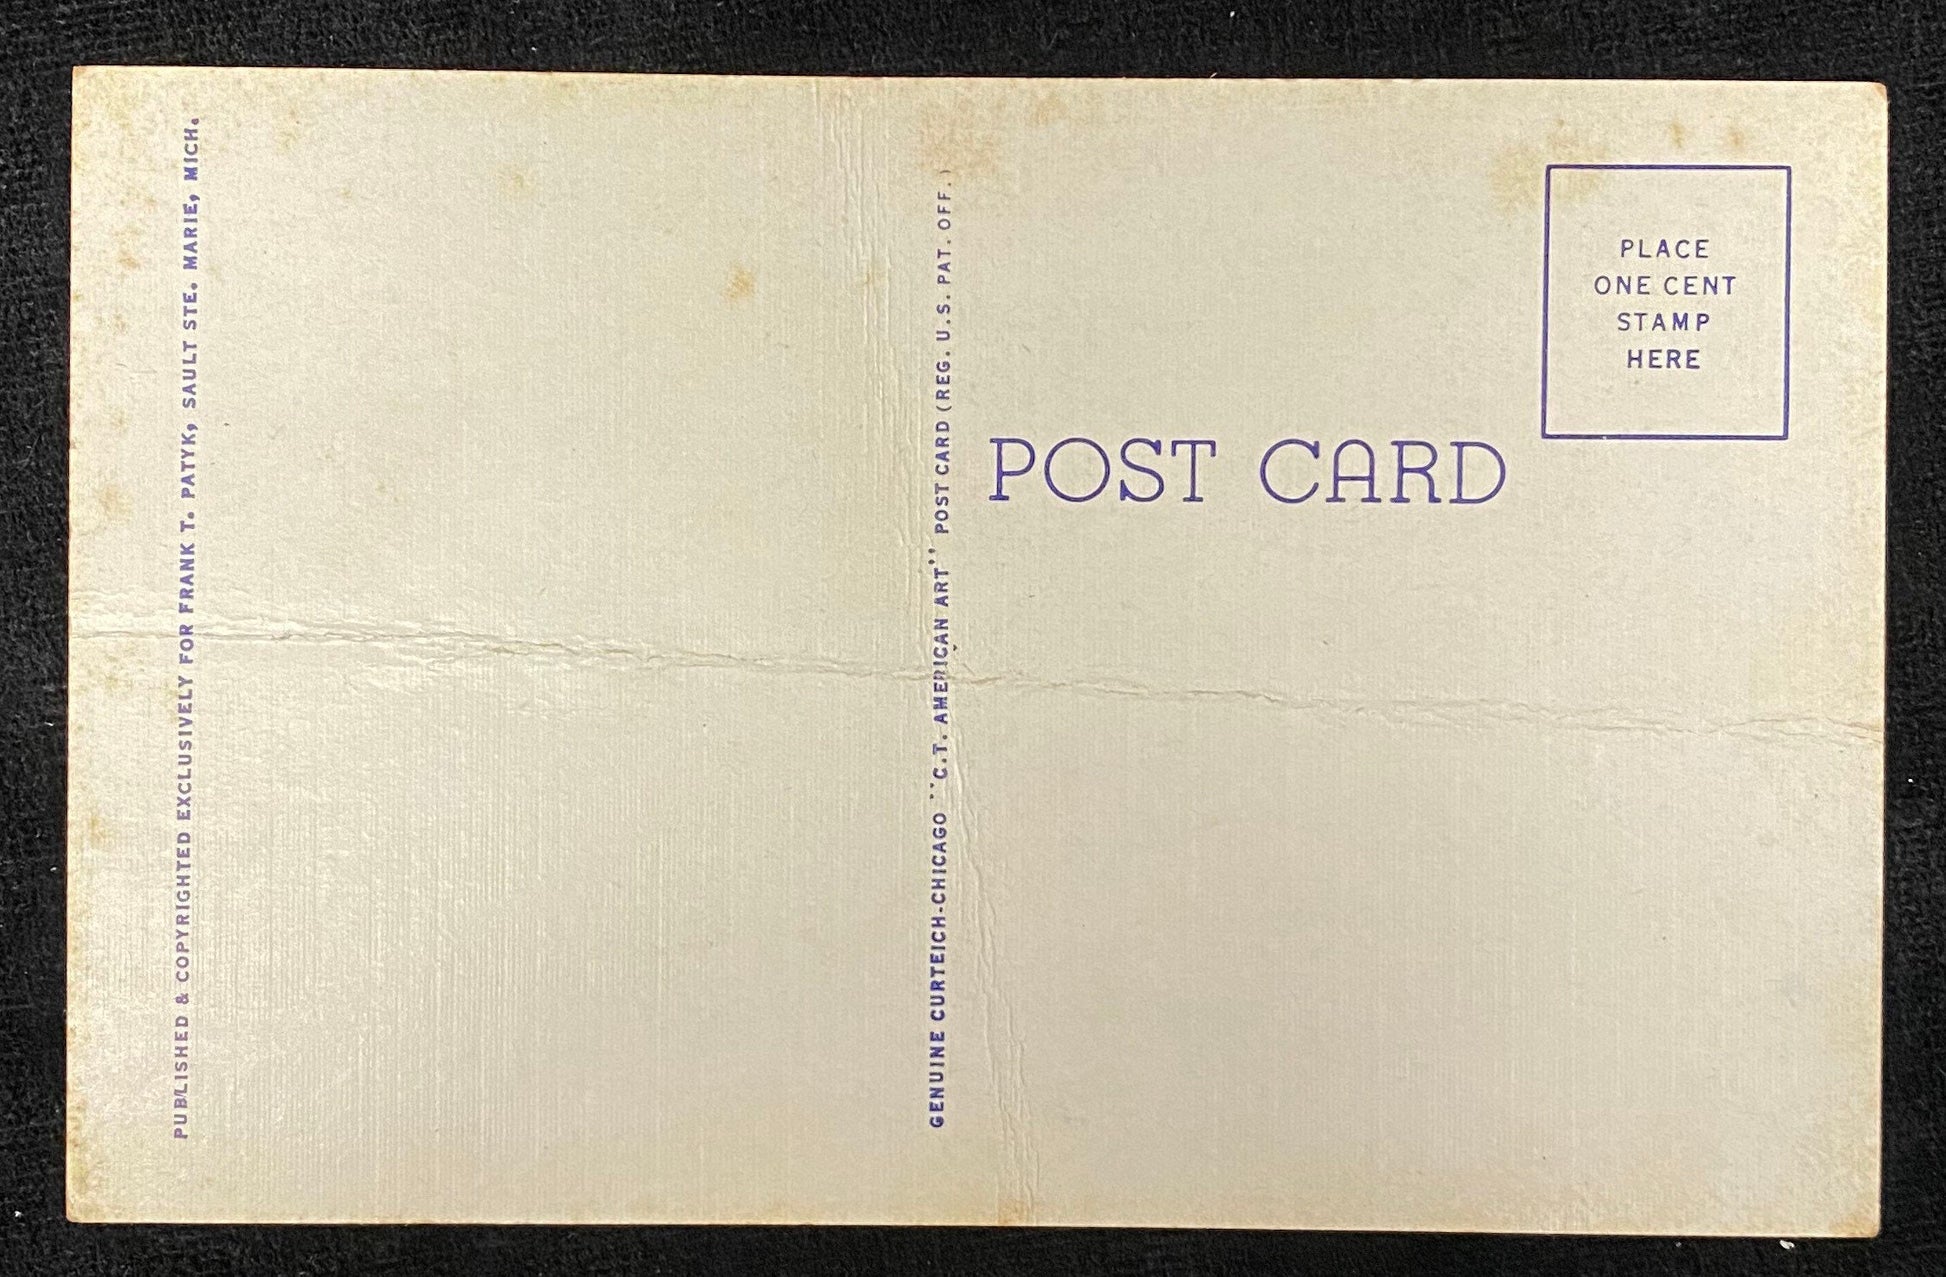 PUBLISHED & COPYRIGHTED EXCLUSIVELY FOR FRANK T. PATYK, SAULT STE. MARIE, MICH.
GENUINE CURTEICH-CHICAGO "C.T. AMERICAN ART" POST CARD (REG. U.S. PAT. OFF.)
POST CARD
PLACE
ONE CENT
STAMP
HERE